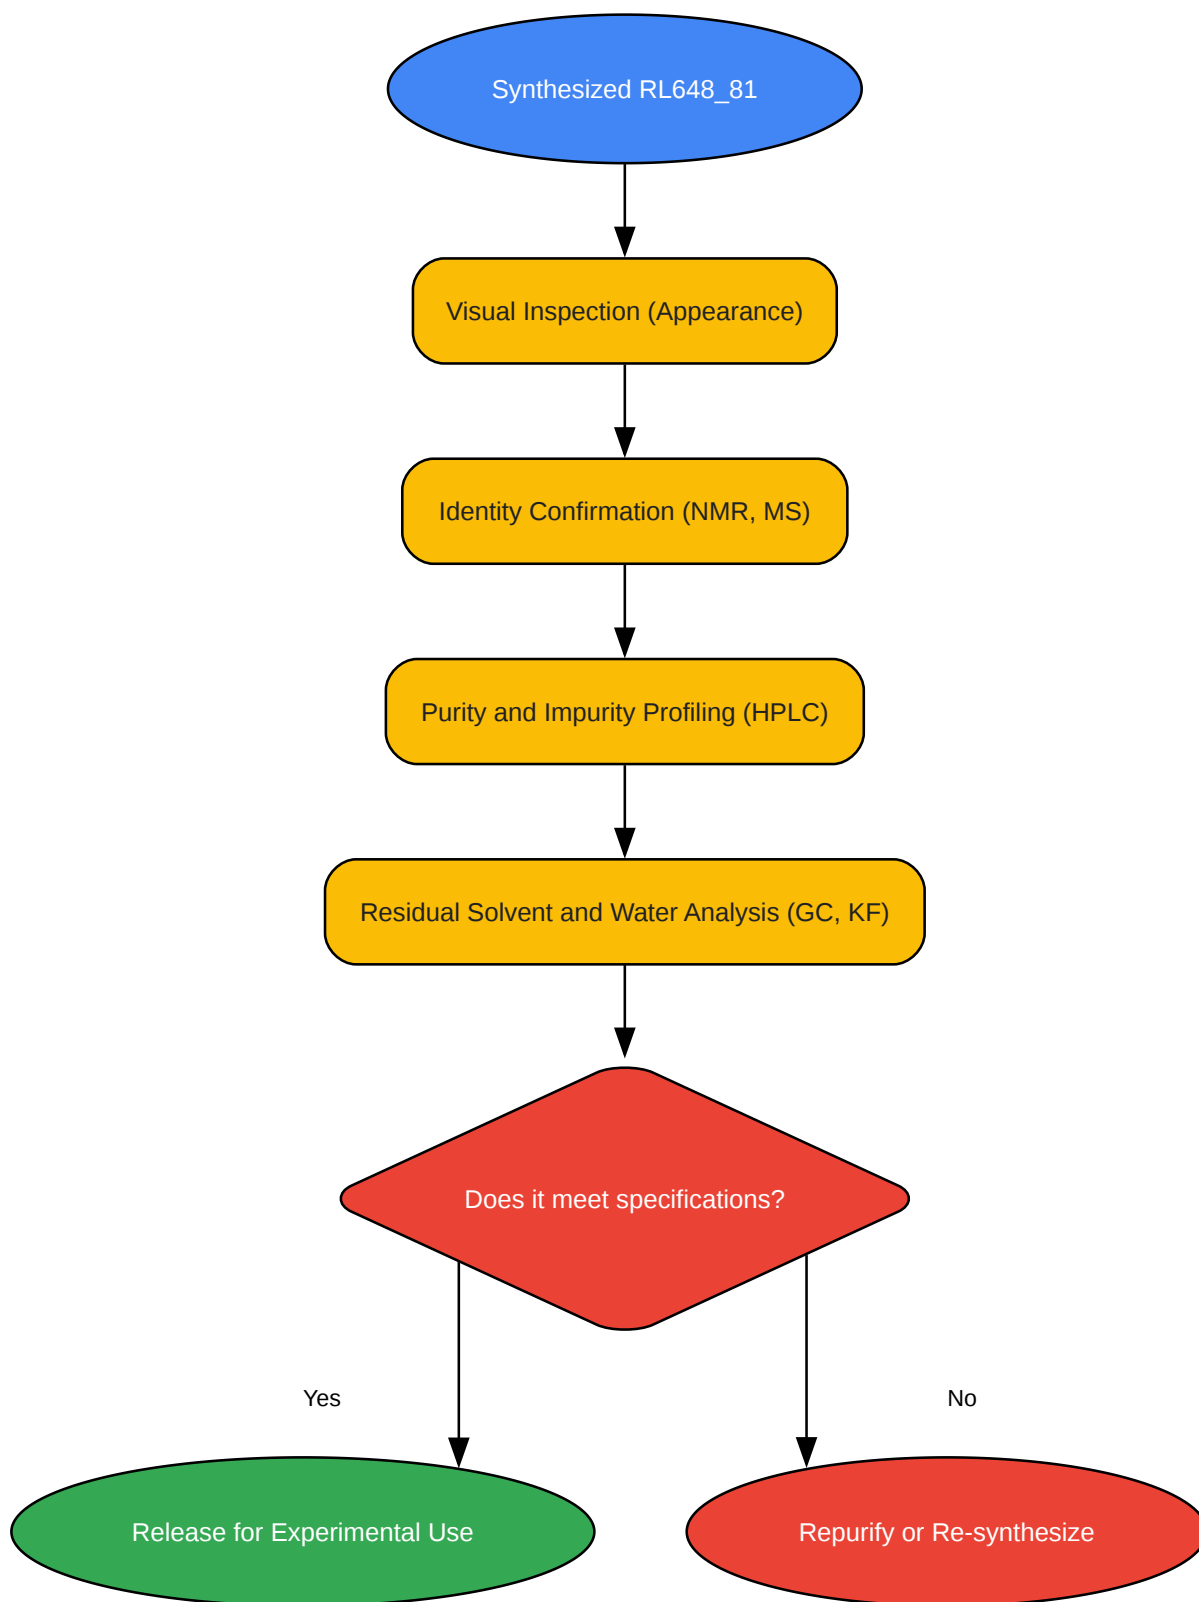 Synthesized RL648_81
Visual Inspection (Appearance)
Identity Confirmation (NMR, MS)
Purity and Impurity Profiling (HPLC)
Residual Solvent and Water Analysis (GC, KF)
Does it meet specifications?
Yes
No
Release for Experimental Use
Repurify or Re-synthesize